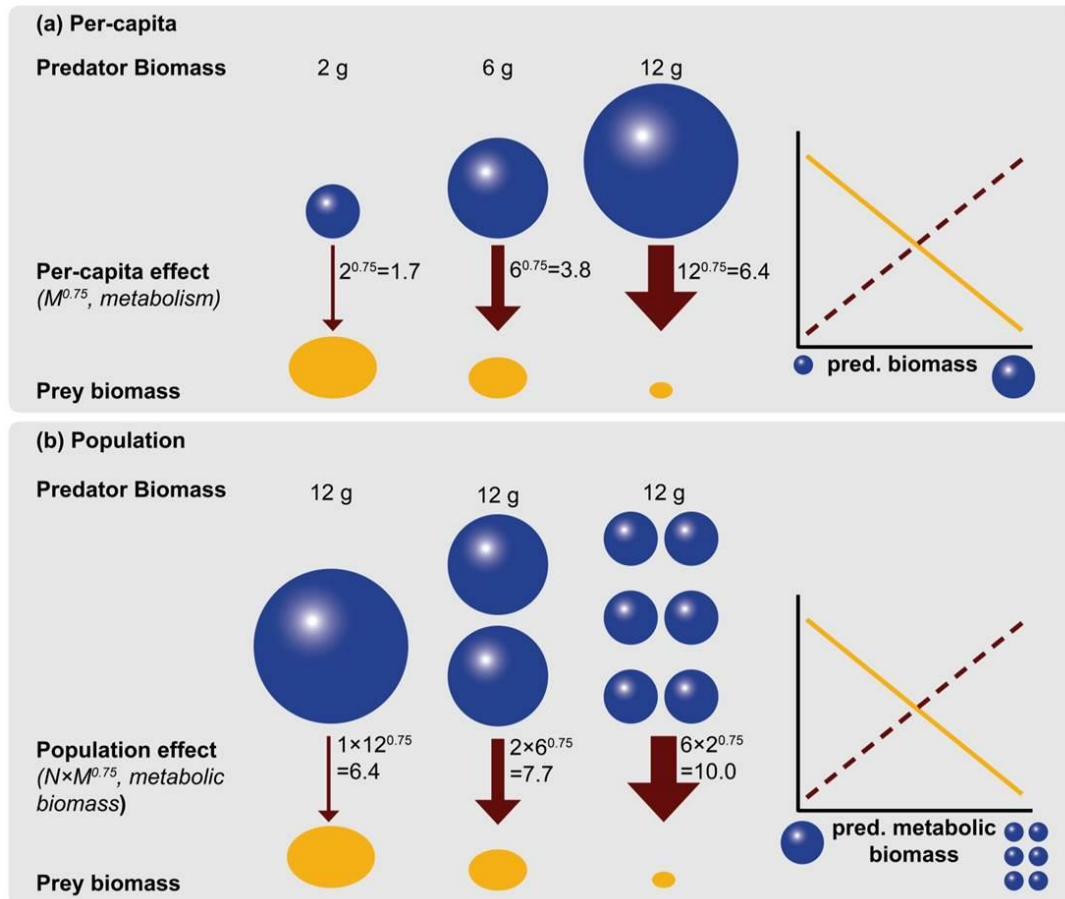 (a) Per-capita
Predator Biomass 2 g 6 g 12 g
Per-capita effect
(M^0.75, metabolism)
2^0.75=1.7 6^0.75=3.8 12^0.75=6.4
Prey biomass
pred. biomass
(b) Population
Predator Biomass 12 g 12 g 12 g
Population effect
(N×M^0.75, metabolic
biomass)
1×12^0.75
=6.4
2×6^0.75
=7.7
6×2^0.75
=10.0
Prey biomass
pred. metabolic
biomass